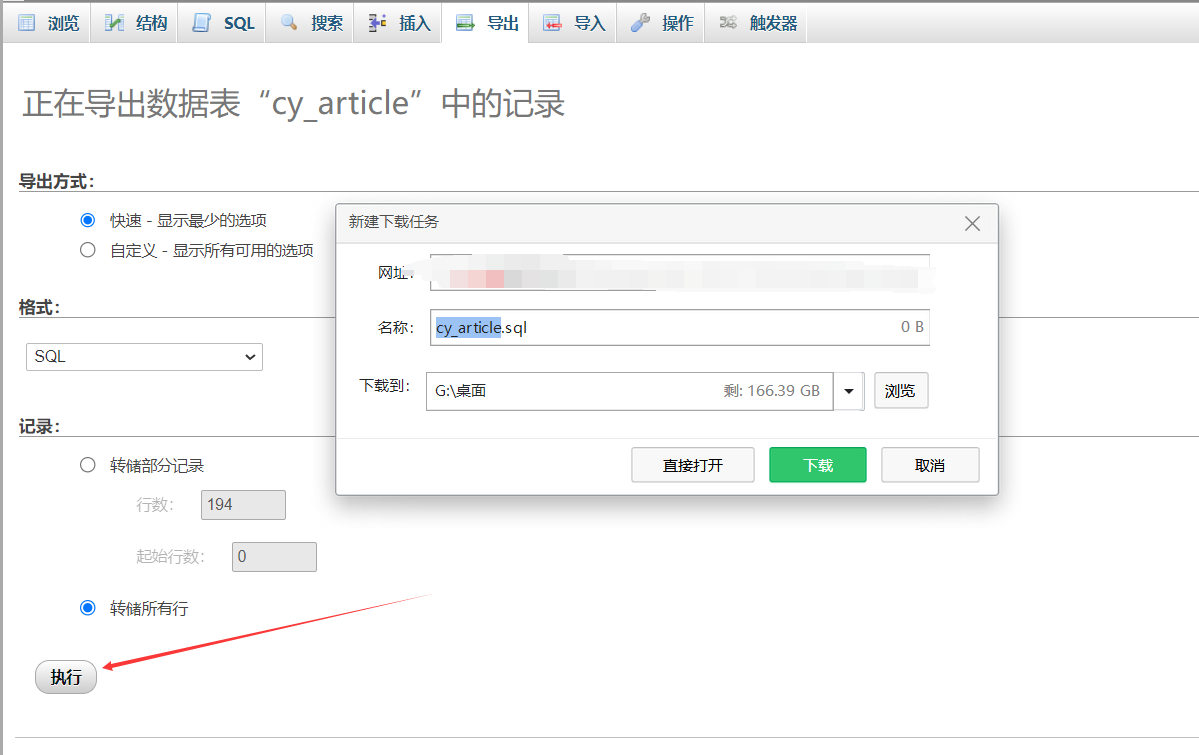 浏览 结构 SQL 搜索 插入 导出 导入 操作 触发器
正在导出数据表“cy_article”中的记录
导出方式：
快速 - 显示最少的选项
自定义 - 显示所有可用的选项
格式：
SQL
记录：
转储部分记录
行数： 194
起始行数： 0
转储所有行
执行
新建下载任务
网址：
名称： cy_article.sql 0 B
下载到： G:\桌面 剩: 166.39 GB 浏览
直接打开 下载 取消